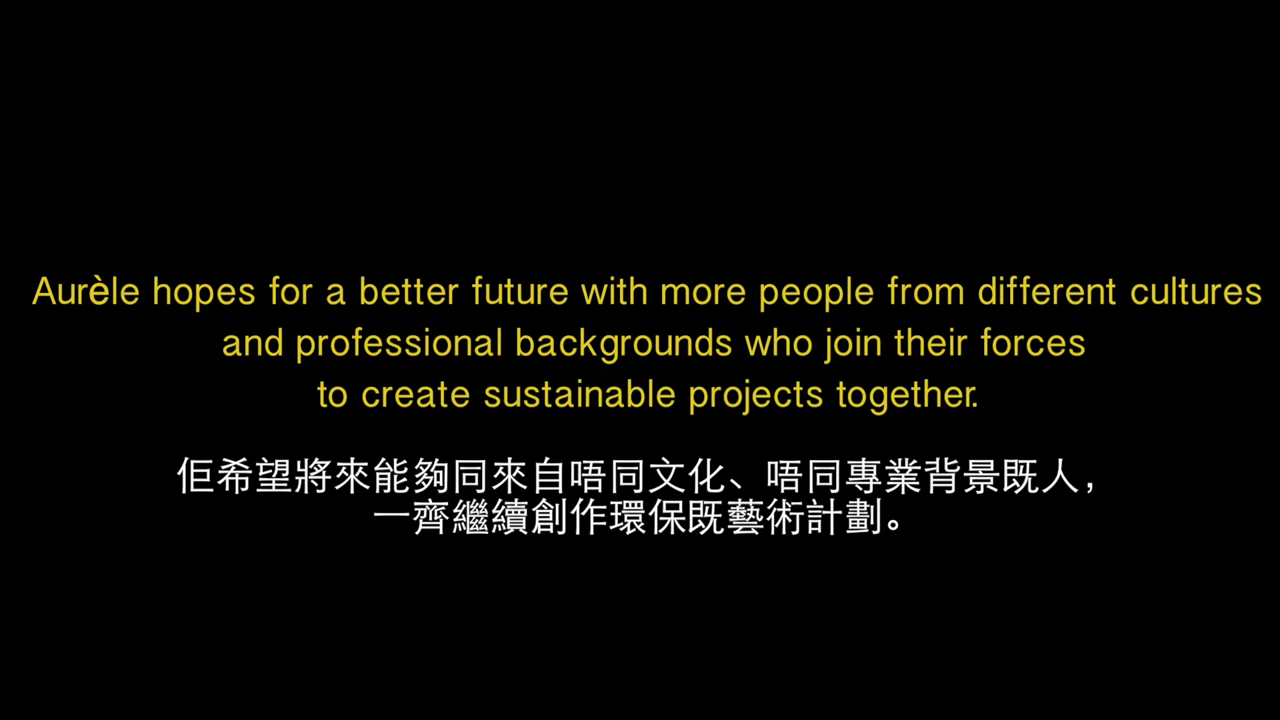 Aurèle hopes for a better future with more people from different cultures
and professional backgrounds who join their forces
to create sustainable projects together.
佢希望將來能夠同來自唔同文化、唔同專業背景既人，
一齊繼續創作環保既藝術計劃。